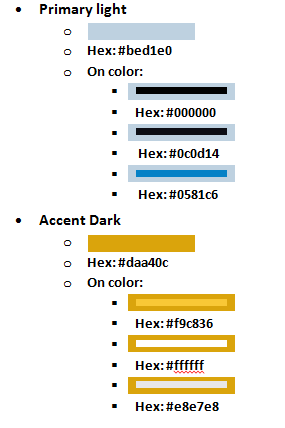 Primary light
Hex: #bed1e0
On color:
Hex: #000000
Hex: #0c0d14
Hex: #0581c6
Accent Dark
Hex: #daa40c
On color:
Hex: #f9c836
Hex: #ffffff
Hex: #e8e7e8